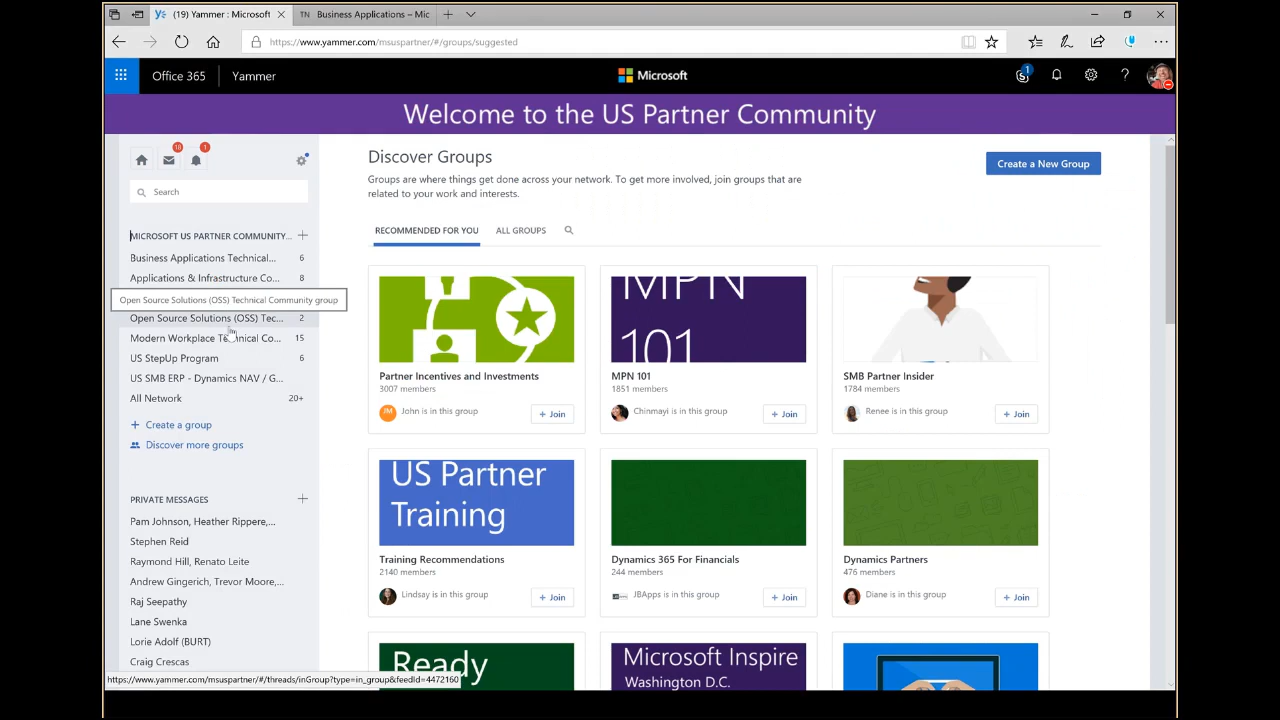 (19) Yammer : Microsoft
TN Business Applications – Mic
https://www.yammer.com/msuspartner/#/groups/suggested
Office 365
Yammer
Microsoft
1
?
Welcome to the US Partner Community
18
1
Search
MICROSOFT US PARTNER COMMUNITY...
Business Applications Technical... 6
Applications & Infrastructure Co... 8
Open Source Solutions (OSS) Technical Community group
Open Source Solutions (OSS) Tec... 2
Modern Workplace Technical Co... 15
US StepUp Program 6
US SMB ERP - Dynamics NAV / G...
All Network 20+
+ Create a group
Discover more groups
PRIVATE MESSAGES
Pam Johnson, Heather Rippere,...
Stephen Reid
Raymond Hill, Renato Leite
Andrew Gingerich, Trevor Moore,...
Raj Seepathy
Lane Swenka
Lorie Adolf (BURT)
Craig Crescas
https://www.yammer.com/msuspartner/#/threads/inGroup?type=in_group&feedId=4472160
Discover Groups
Groups are where things get done across your network. To get more involved, join groups that are
related to your work and interests.
Create a New Group
RECOMMENDED FOR YOU
ALL GROUPS
Partner Incentives and Investments
3007 members
JM
John is in this group
+ Join
MPN
101
MPN 101
1851 members
Chinmayi is in this group
+ Join
SMB Partner Insider
1784 members
Renee is in this group
+ Join
US Partner
Training
Training Recommendations
2140 members
Lindsay is in this group
+ Join
Dynamics 365 For Financials
244 members
JBApps is in this group
+ Join
Dynamics Partners
476 members
Diane is in this group
+ Join
Ready
Microsoft Inspire
Washington D.C.